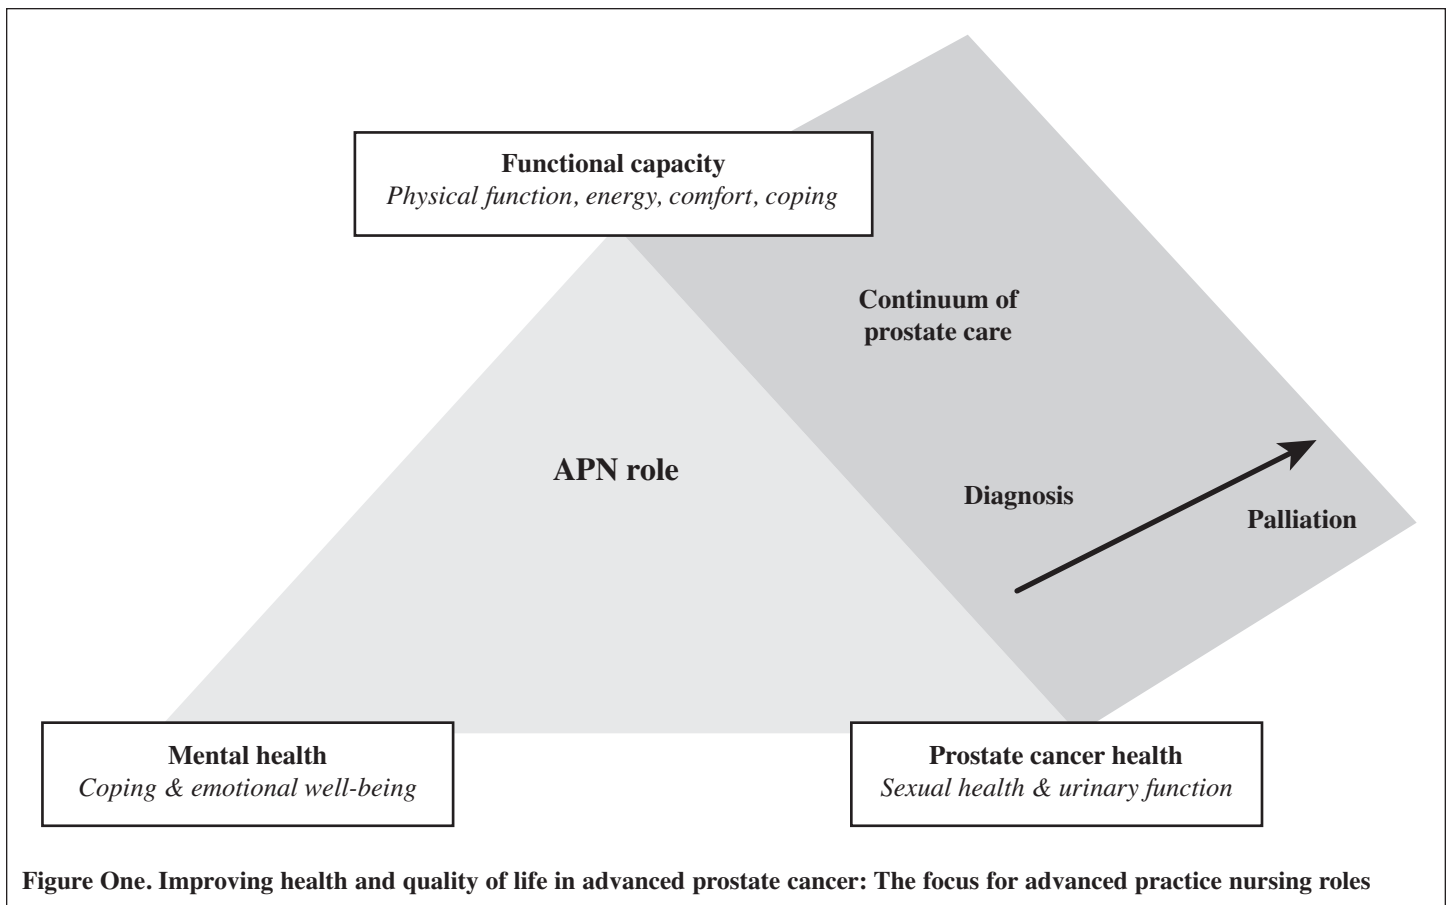 Functional capacity
Physical function, energy, comfort, coping
Continuum of
prostate care
APN role
Diagnosis
Palliation
Mental health
Coping & emotional well-being
Prostate cancer health
Sexual health & urinary function
Figure One. Improving health and quality of life in advanced prostate cancer: The focus for advanced practice nursing roles